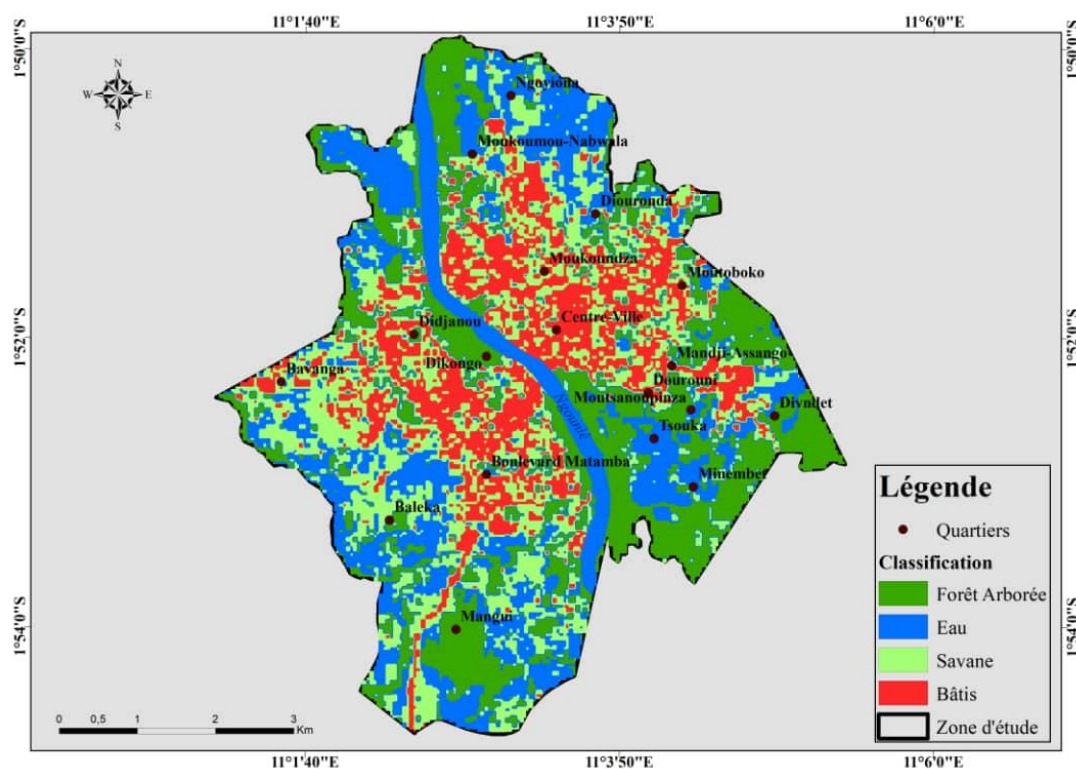 11°1'40"E 11°3'50"E 11°6'0"E
1°50'0"S 1°50'0"S
N
W E
S
Ngoyiona
Moukoumou-Nabwala
Diourounda
Moukoundza
Moutoboko
Didjanou
Centre-Ville
1°52'0"S 1°52'0"S
Dikongo
Mandji-Assango
Bavanga
Dourouni
Moutsanoupinza
Ngounié
Divndet
Tsouka
Boulevard Matamba
Minembet
Baleka
Mangui
1°54'0"S 1°54'0"S
Légende
Quartiers
Classification
Forêt Arborée
Eau
Savane
Bâtis
Zone d'étude
0 0,5 1 2 3
Km
11°1'40"E 11°3'50"E 11°6'0"E